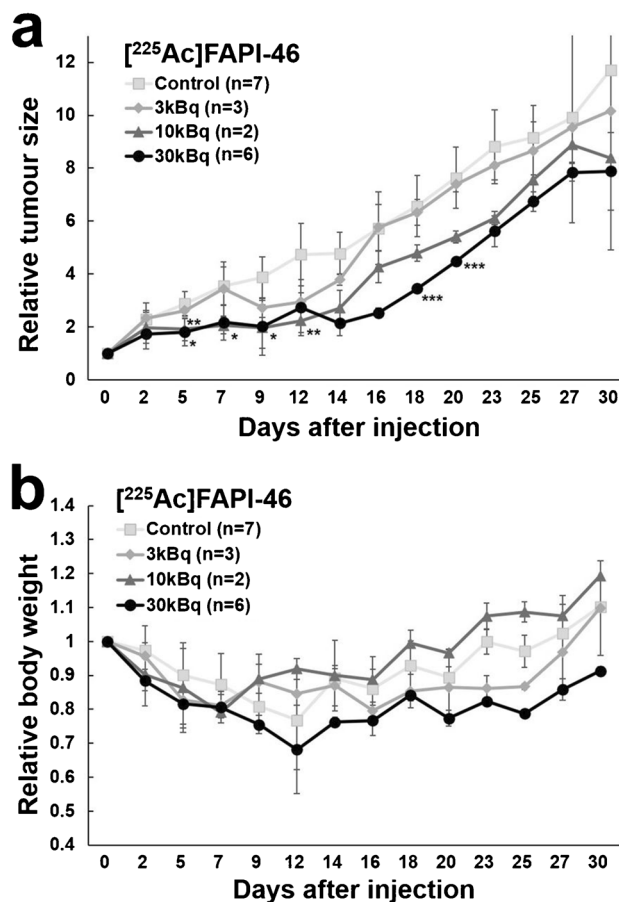 a
[²²⁵Ac]FAPI-46
Control (n=7)
3kBq (n=3)
10kBq (n=2)
30kBq (n=6)
Relative tumour size
12
10
8
6
4
2
0
**
*
*
*
**
***
***
0 2 5 7 9 12 14 16 18 20 23 25 27 30
Days after injection
b
[²²⁵Ac]FAPI-46
Control (n=7)
3kBq (n=3)
10kBq (n=2)
30kBq (n=6)
Relative body weight
1.4
1.3
1.2
1.1
1
0.9
0.8
0.7
0.6
0.5
0.4
0 2 5 7 9 12 14 16 18 20 23 25 27 30
Days after injection